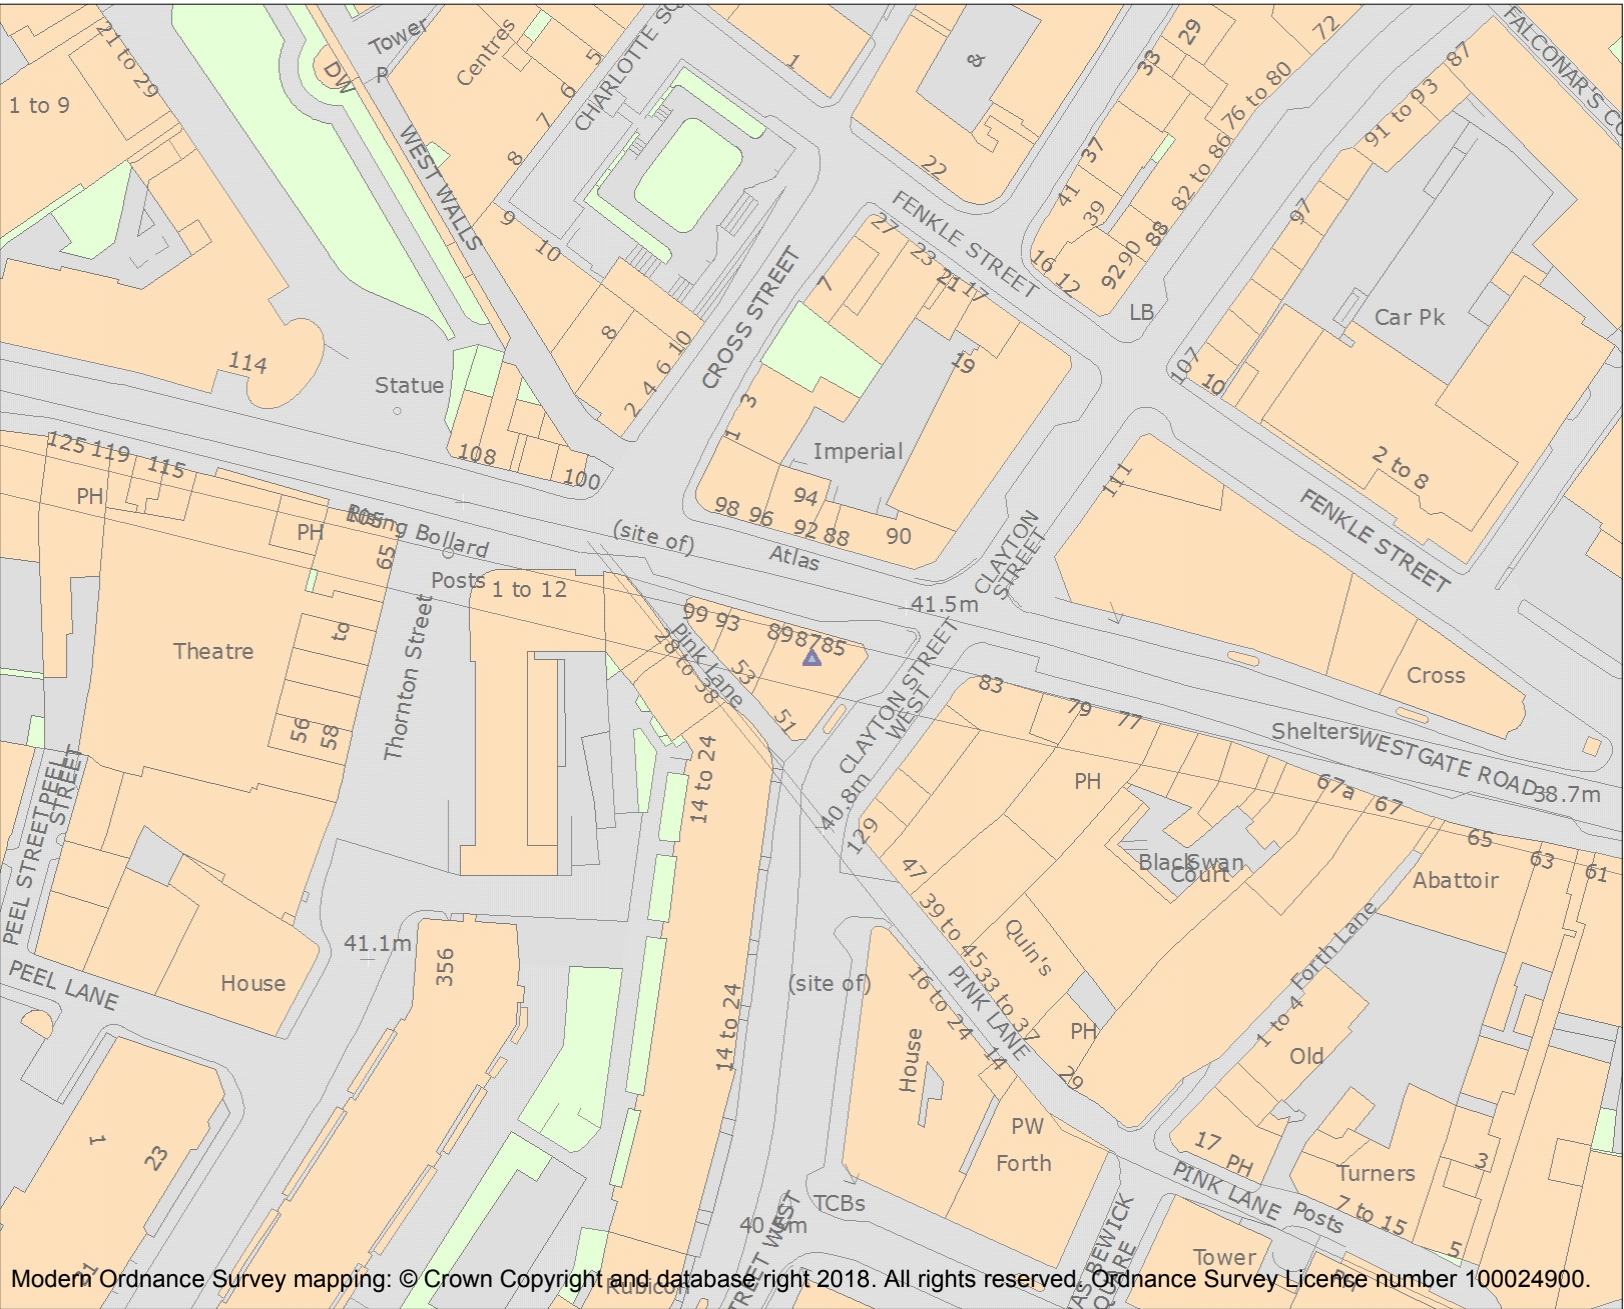 21 to 29
Tower
P
DW
Centres
5
6
7
8
CHARLOTTE SQ
1
&
29
33
72
76 to 80
87
91 to 93
FALCONAR'S CO
1 to 9
WEST WALLS
9
10
22
37
41
39
82 to 86
88
90
92
97
FENKLE STREET
27
23
21
17
16
12
LB
Car Pk
7
CROSS STREET
8
10
6
4
2
114
Statue
19
107
10
3
1
Imperial
125
119
115
108
100
111
2 to 8
PH
PH
105
Rising Bollard
98
96
94
92
88
90
(site of)
Atlas
CLAYTON
STREET
FENKLE STREET
65
Posts
1 to 12
41.5m
Theatre
to
Thornton Street
99
93
89
87
85
Pink Lane
28 to 38
53
51
CLAYTON STREET
WEST
83
79
77
Cross
Shelters
WESTGATE ROAD
38.7m
56
58
14 to 24
PH
67a
67
65
63
61
PEEL
STREET
PEEL STREET
40.8m
129
Black Swan
Court
Abattoir
47
39 to 45
33 to 37
Quin's
Forth Lane
41.1m
356
House
PEEL LANE
(site of)
14 to 24
16 to 24
14
PINK LANE
PH
29
1 to 4
Old
House
PW
Forth
1
23
17
PH
Turners
3
PINK LANE
Posts
7 to 15
5
TCBs
STREET WEST
Tower
31
Rubicon
Modern Ordnance Survey mapping: © Crown Copyright and database right 2018. All rights reserved. Ordnance Survey Licence number 100024900.